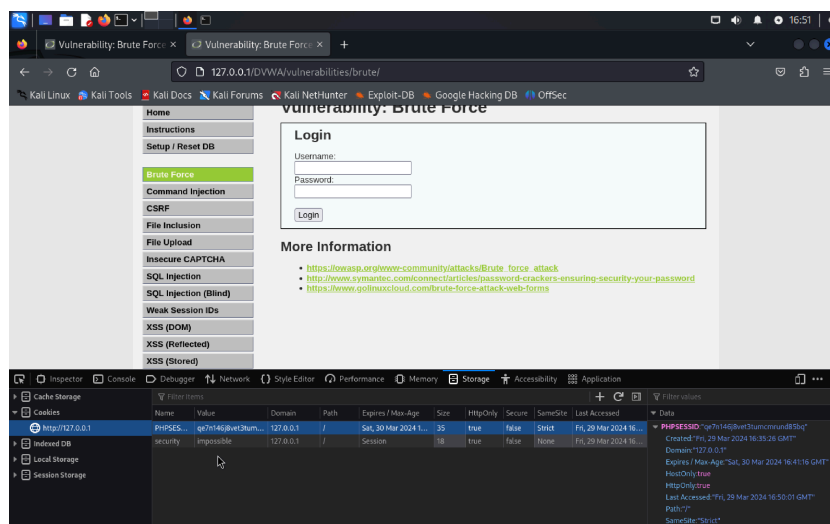 16:51
Vulnerability: Brute Force × Vulnerability: Brute Force × +
127.0.0.1/DVWA/vulnerabilities/brute/
Kali Linux Kali Tools Kali Docs Kali Forums Kali NetHunter Exploit-DB Google Hacking DB OffSec
Vulnerability: Brute Force
Home
Instructions
Setup / Reset DB
Brute Force
Command Injection
CSRF
File Inclusion
File Upload
Insecure CAPTCHA
SQL Injection
SQL Injection (Blind)
Weak Session IDs
XSS (DOM)
XSS (Reflected)
XSS (Stored)
Login
Username:
Password:
Login
More Information
https://owasp.org/www-community/attacks/Brute_force_attack
http://www.symantec.com/connect/articles/password-crackers-ensuring-security-your-password
https://www.golinuxcloud.com/brute-force-attack-web-forms
Inspector Console Debugger Network Style Editor Performance Memory Storage Accessibility Application
Cache Storage
Cookies
http://127.0.0.1
Indexed DB
Local Storage
Session Storage
Filter Items
Name Value Domain Path Expires / Max-Age Size HttpOnly Secure SameSite Last Accessed
PHPSES... qe7n146j8vet3tum... 127.0.0.1 / Sat, 30 Mar 2024 1... 35 true false Strict Fri, 29 Mar 2024 16...
security impossible 127.0.0.1 / Session 18 true false None Fri, 29 Mar 2024 16...
Filter values
Data
PHPSESSID:"qe7n146j8vet3tumcmrund85bq"
Created:"Fri, 29 Mar 2024 16:35:26 GMT"
Domain:"127.0.0.1"
Expires / Max-Age:"Sat, 30 Mar 2024 16:41:16 GMT"
HostOnly:true
HttpOnly:true
Last Accessed:"Fri, 29 Mar 2024 16:50:01 GMT"
Path:"/"
SameSite:"Strict"